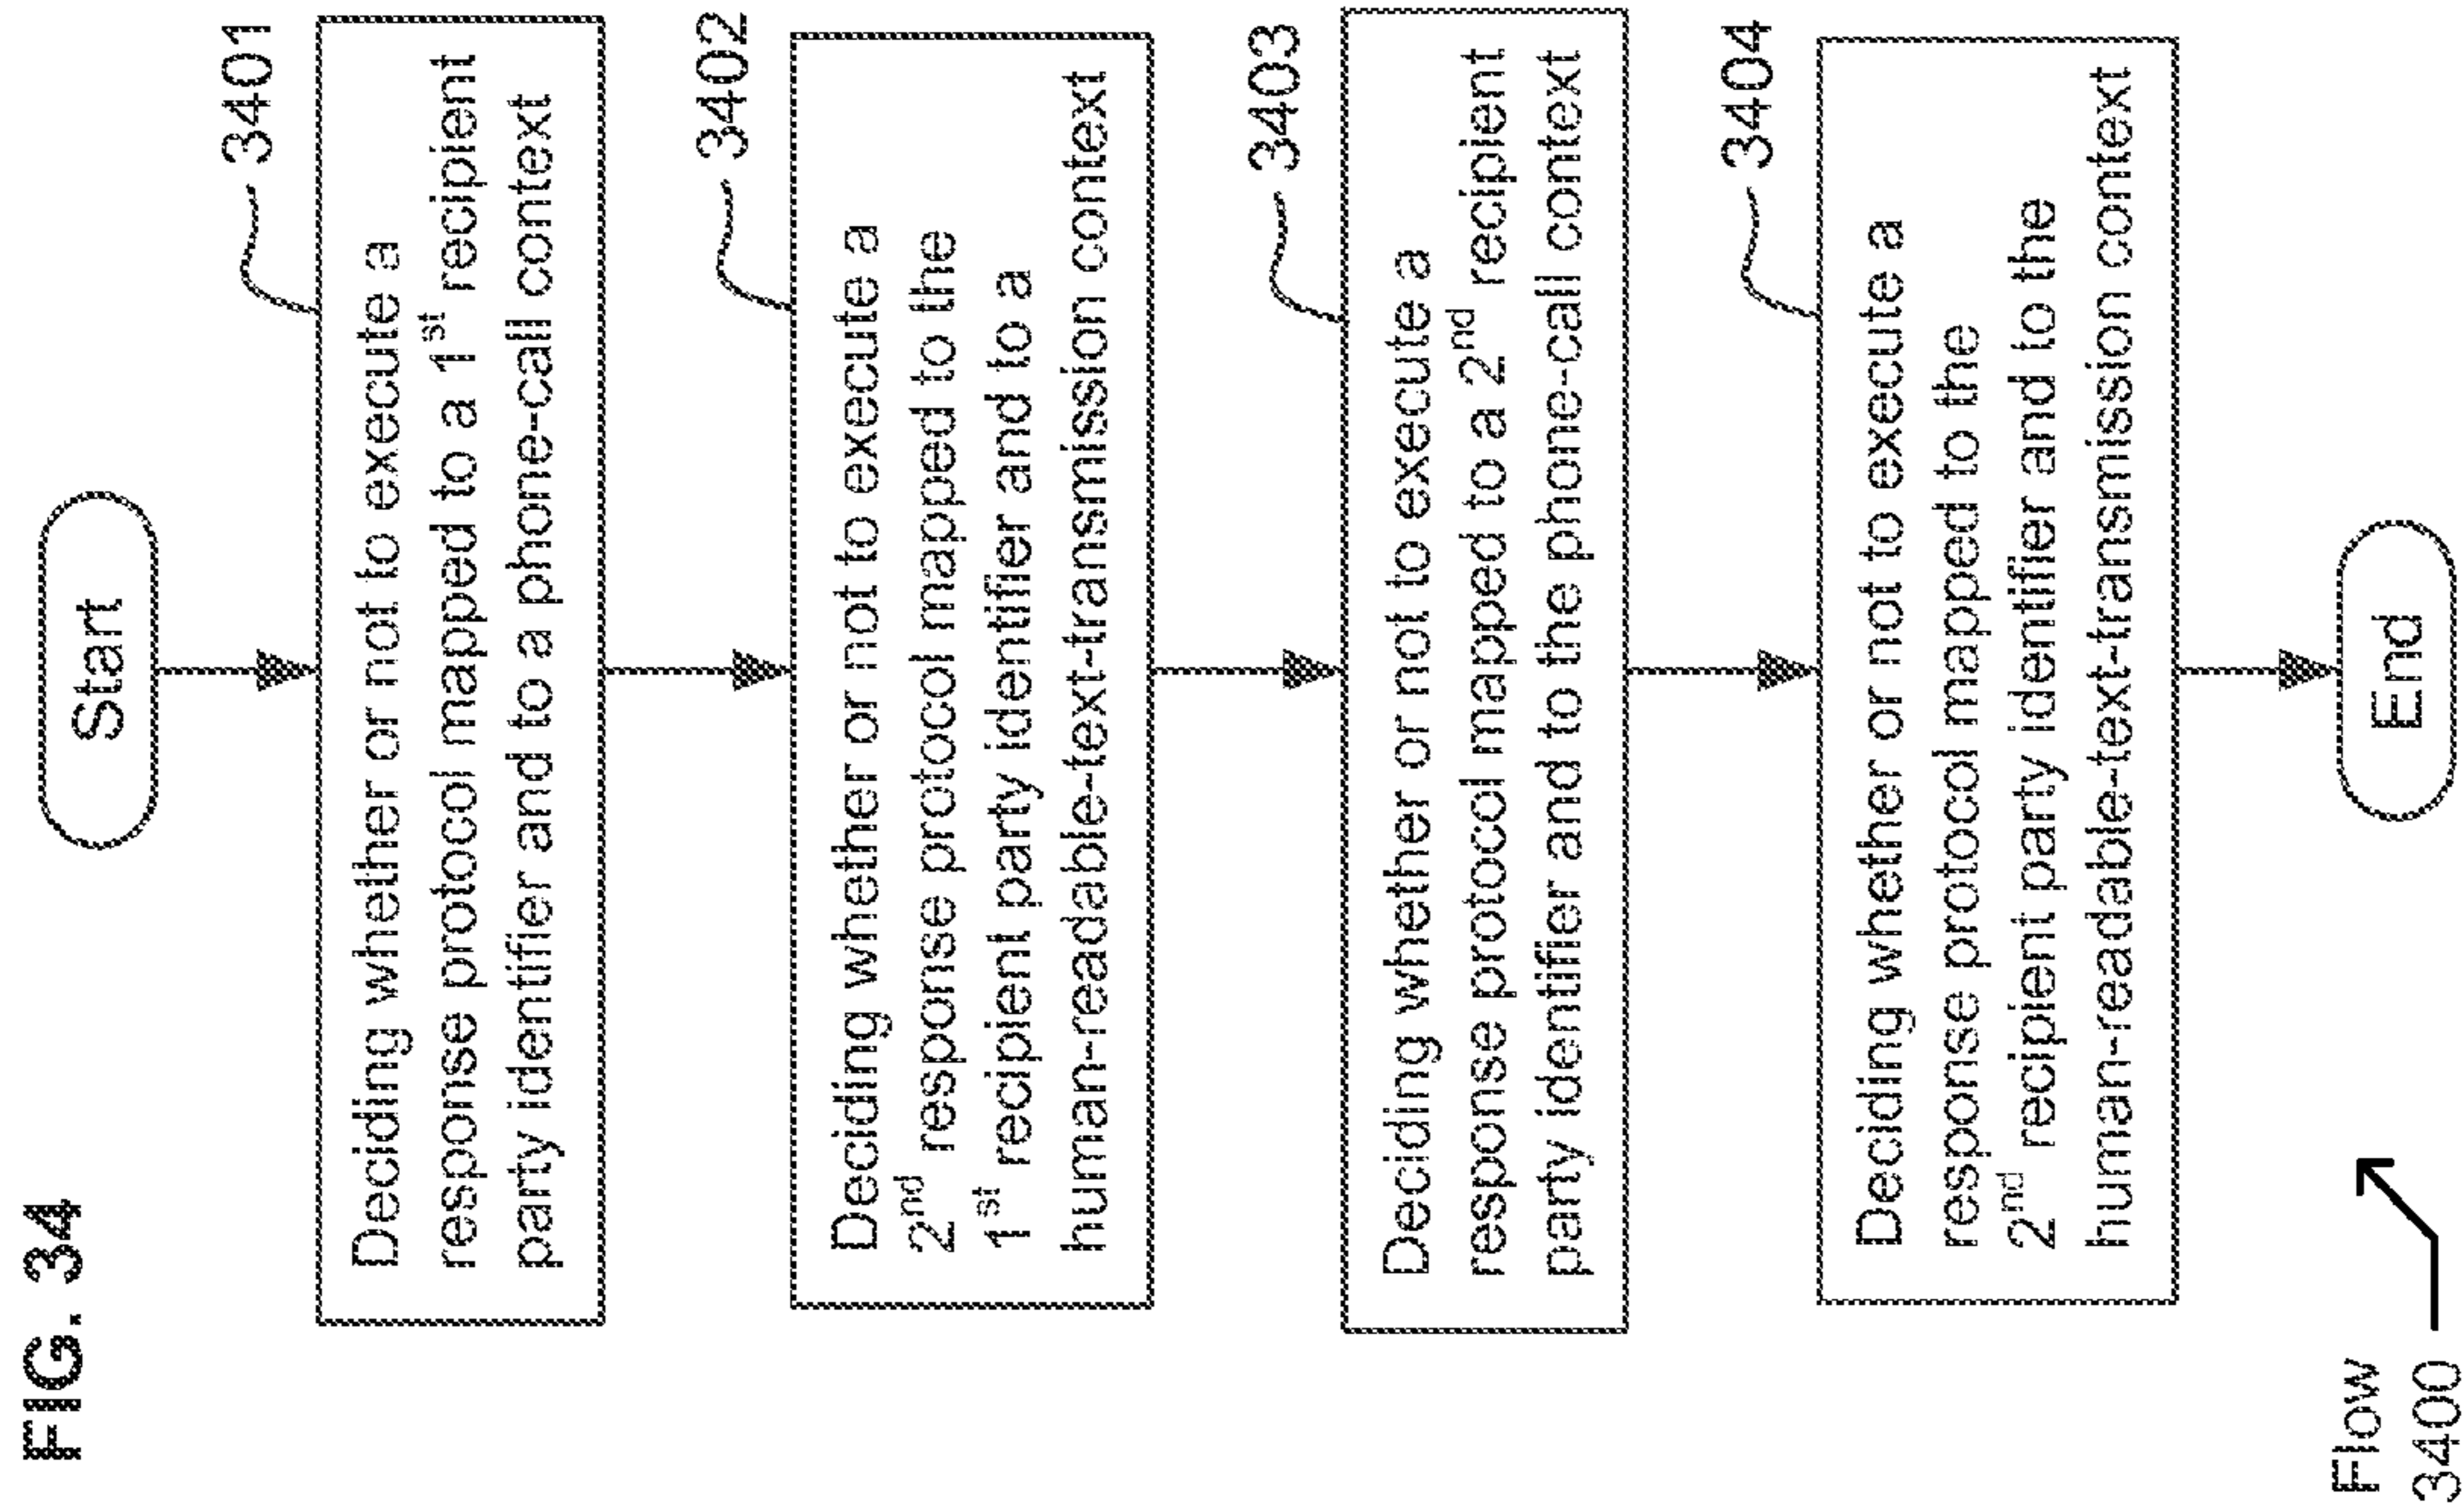 FIG. 34
Start
3401
Deciding whether or not to execute a
response protocol mapped to a 1st recipient
party identifier and to a phone-call context
3402
Deciding whether or not to execute a
2nd response protocol mapped to the
1st recipient party identifier and to a
human-readable-text-transmission context
3403
Deciding whether or not to execute a
response protocol mapped to a 2nd recipient
party identifier and to the phone-call context
3404
Deciding whether or not to execute a
response protocol mapped to the
2nd recipient party identifier and to the
human-readable-text-transmission context
Flow
3400
End